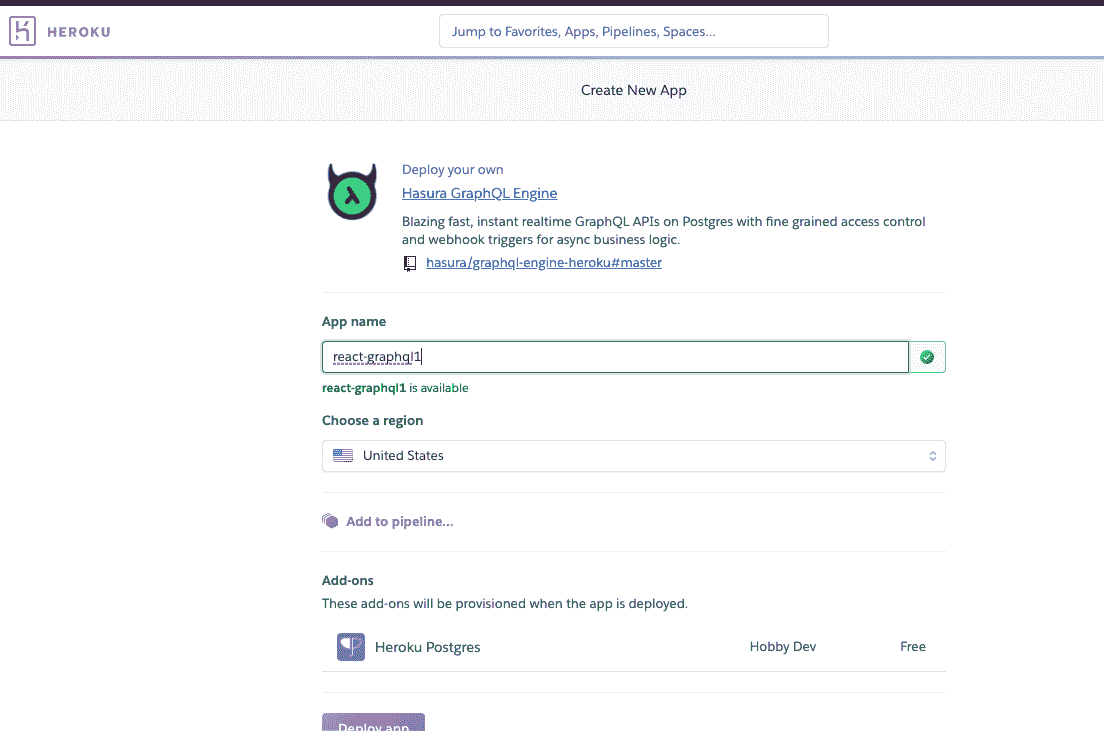 HEROKU
Jump to Favorites, Apps, Pipelines, Spaces...
Create New App
Deploy your own
Hasura GraphQL Engine
Blazing fast, instant realtime GraphQL APIs on Postgres with fine grained access control
and webhook triggers for async business logic.
hasura/graphql-engine-heroku#master
App name
react-graphql1
react-graphql1 is available
Choose a region
United States
Add to pipeline...
Add-ons
These add-ons will be provisioned when the app is deployed.
Heroku Postgres Hobby Dev Free
Deploy app